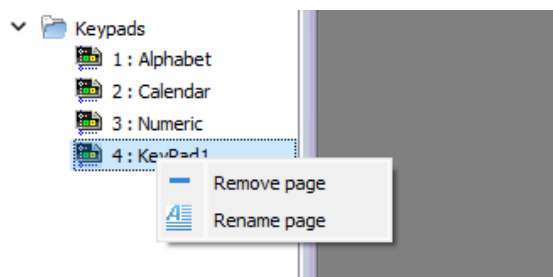 Keypads
1 : Alphabet
2 : Calendar
3 : Numeric
4 : KeyPad1
Remove page
Rename page